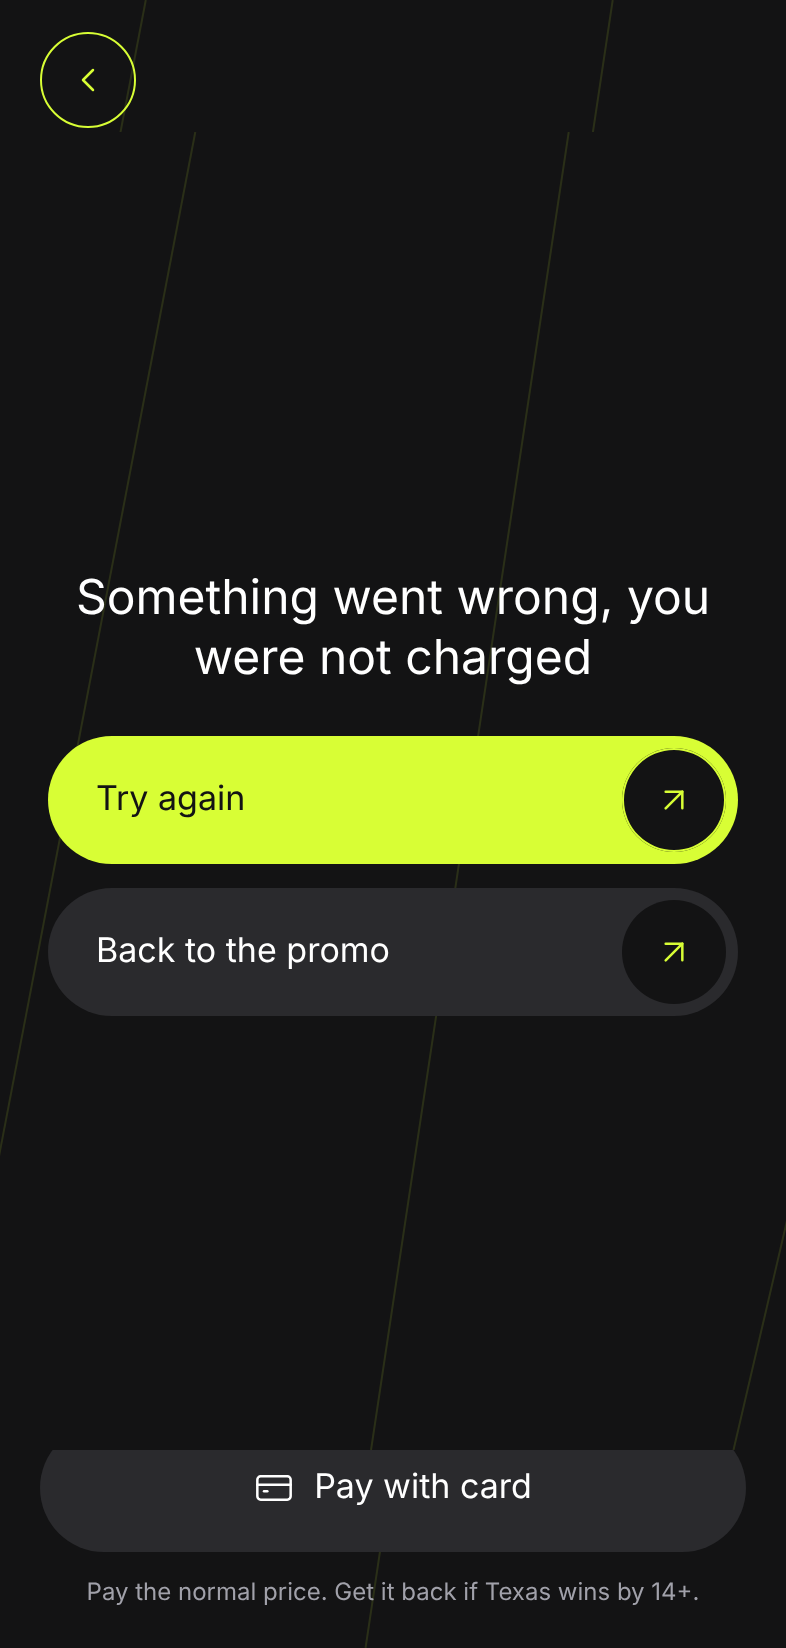 Something went wrong, you
were not charged
Try again
Back to the promo
Pay with card
Pay the normal price. Get it back if Texas wins by 14+.